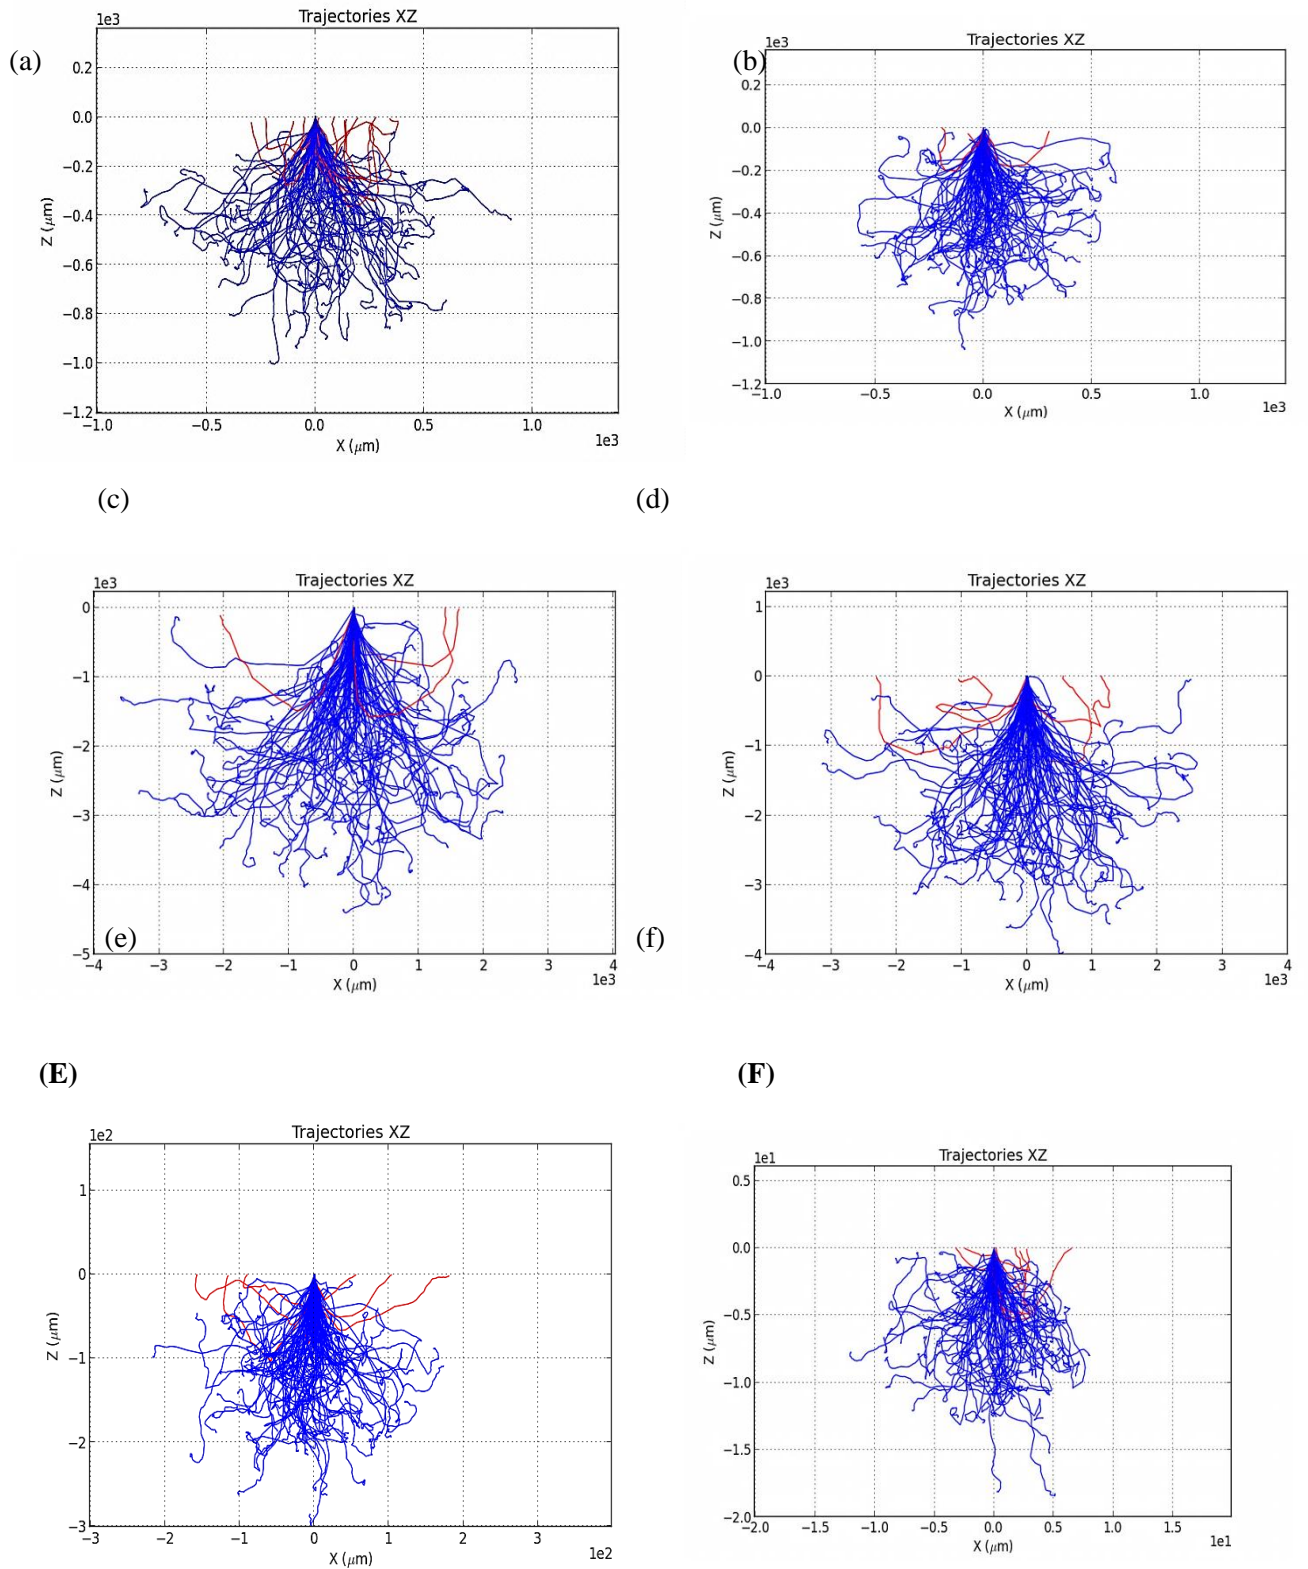 (a)
1e3
Trajectories XZ
0.2
0.0
−0.2
−0.4
−0.6
−0.8
−1.0
−1.2
Z (μm)
−1.0
−0.5
0.0
0.5
1.0
1e3
X (μm)
(b)
1e3
Trajectories XZ
0.2
0.0
−0.2
−0.4
−0.6
−0.8
−1.0
−1.2
Z (μm)
−1.0
−0.5
0.0
0.5
1.0
1e3
X (μm)
(c)
(d)
1e3
Trajectories XZ
0
−1
−2
−3
−4
−5
Z (μm)
−4
−3
−2
−1
0
1
2
3
4
1e3
X (μm)
1e3
Trajectories XZ
1
0
−1
−2
−3
−4
Z (μm)
−4
−3
−2
−1
0
1
2
3
4
1e3
X (μm)
(e)
(f)
(E)
(F)
1e2
Trajectories XZ
1
0
−1
−2
−3
Z (μm)
−3
−2
−1
0
1
2
3
1e2
X (μm)
1e1
Trajectories XZ
0.5
0.0
−0.5
−1.0
−1.5
−2.0
Z (μm)
−2.0
−1.5
−1.0
−0.5
0.0
0.5
1.0
1.5
1e1
X (μm)